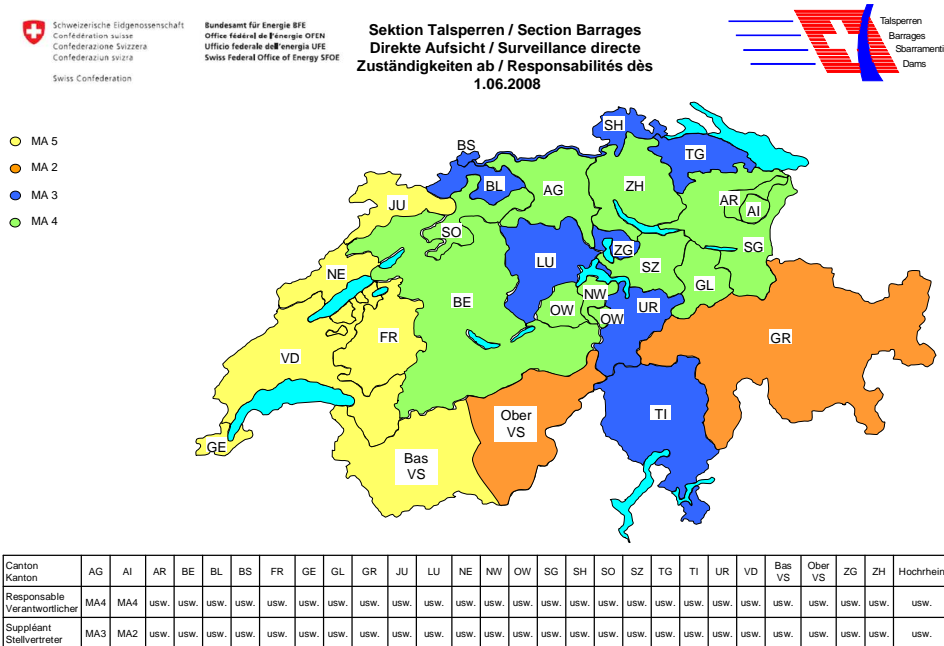 Schweizerische Eidgenossenschaft
Confédération suisse
Confederazione Svizzera
Confederaziun svizra
Swiss Confederation
Bundesamt für Energie BFE
Office fédéral de l'énergie OFEN
Ufficio federale dell'energia UFE
Swiss Federal Office of Energy SFOE
Sektion Talsperren / Section Barrages
Direkte Aufsicht / Surveillance directe
Zuständigkeiten ab / Responsabilités dès
1.06.2008
Talsperren
Barrages
Sbarramenti
Dams
MA 5
MA 2
MA 3
MA 4
SH
BS
TG
BL
AG
ZH
JU
AR
AI
SO
SG
ZG
LU
SZ
NE
GL
NW
BE
UR
OW
OW
FR
GR
VD
TI
Ober
VS
GE
Bas
VS
Canton
Kanton AG AI AR BE BL BS FR GE GL GR JU LU NE NW OW SG SH SO SZ TG TI UR VD Bas VS Ober VS ZG ZH Hochrhein
Responsable
Verantwortlicher MA4 MA4 usw. usw. usw. usw. usw. usw. usw. usw. usw. usw. usw. usw. usw. usw. usw. usw. usw. usw. usw. usw. usw. usw. usw. usw. usw. usw.
Suppléant
Stellvertreter MA3 MA2 usw. usw. usw. usw. usw. usw. usw. usw. usw. usw. usw. usw. usw. usw. usw. usw. usw. usw. usw. usw. usw. usw. usw. usw. usw. usw.